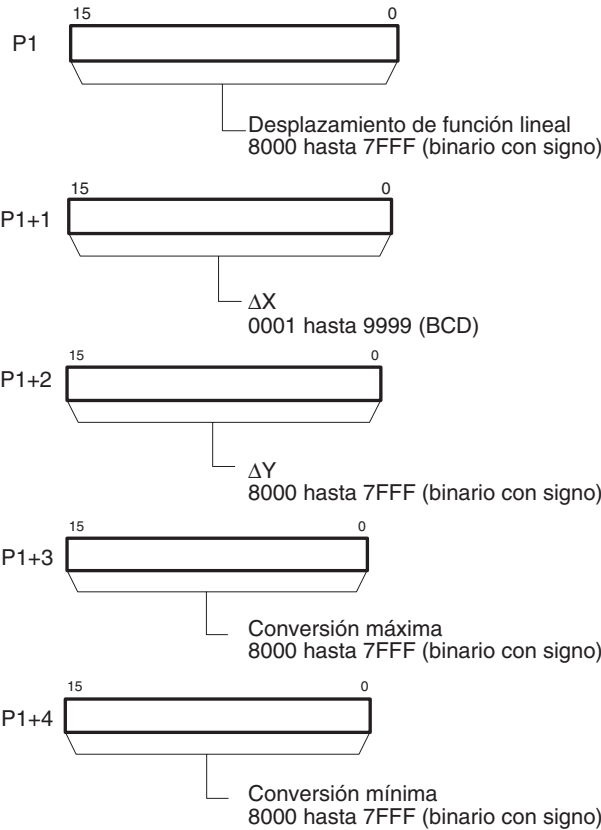 15 0
P1
Desplazamiento de función lineal
8000 hasta 7FFF (binario con signo)
15 0
P1+1
ΔX
0001 hasta 9999 (BCD)
15 0
P1+2
ΔY
8000 hasta 7FFF (binario con signo)
15 0
P1+3
Conversión máxima
8000 hasta 7FFF (binario con signo)
15 0
P1+4
Conversión mínima
8000 hasta 7FFF (binario con signo)